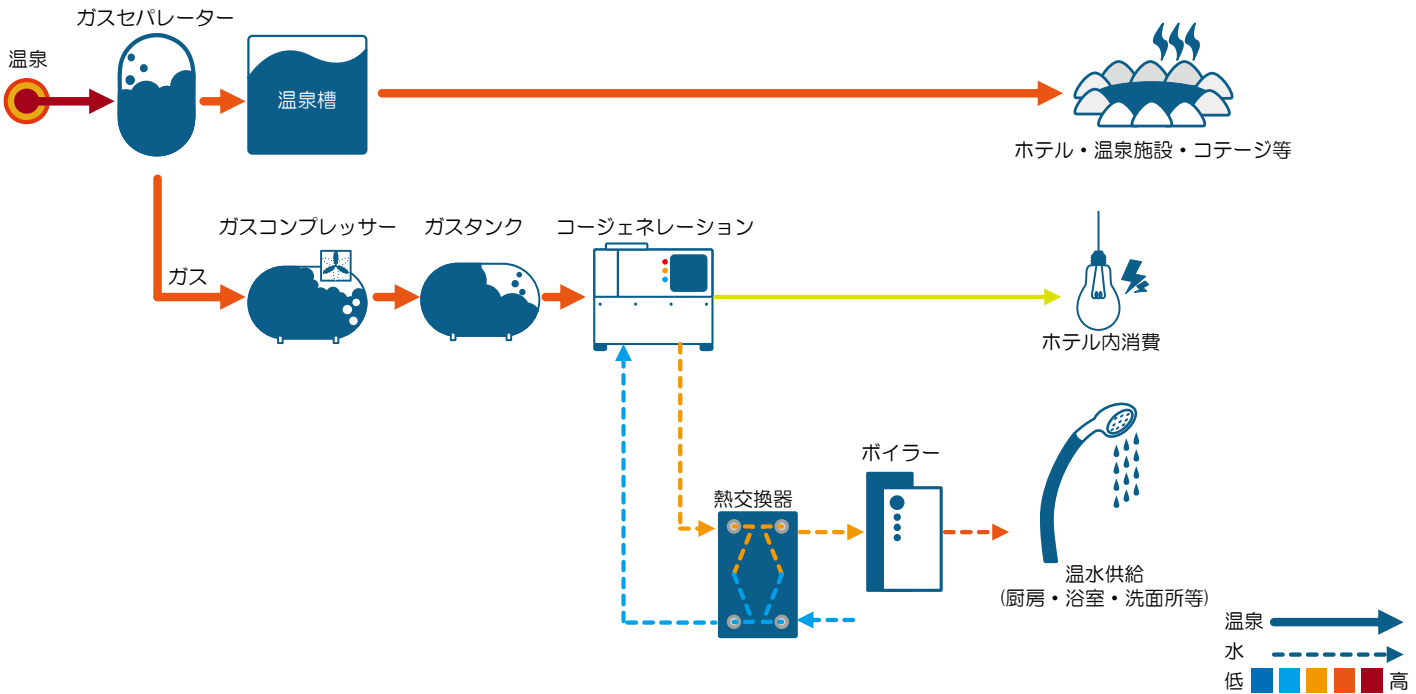 ガスセパレーター
温泉
温泉槽
ホテル・温泉施設・コテージ等
ガスコンプレッサー
ガスタンク
コージェネレーション
ガス
ホテル内消費
ボイラー
熱交換器
温水供給
(厨房・浴室・洗面所等)
温泉
水
低
高